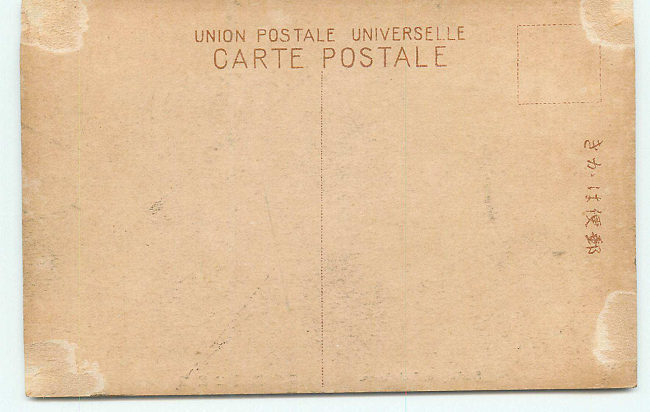 UNION POSTALE UNIVERSELLE
CARTE POSTALE
郵便はかき